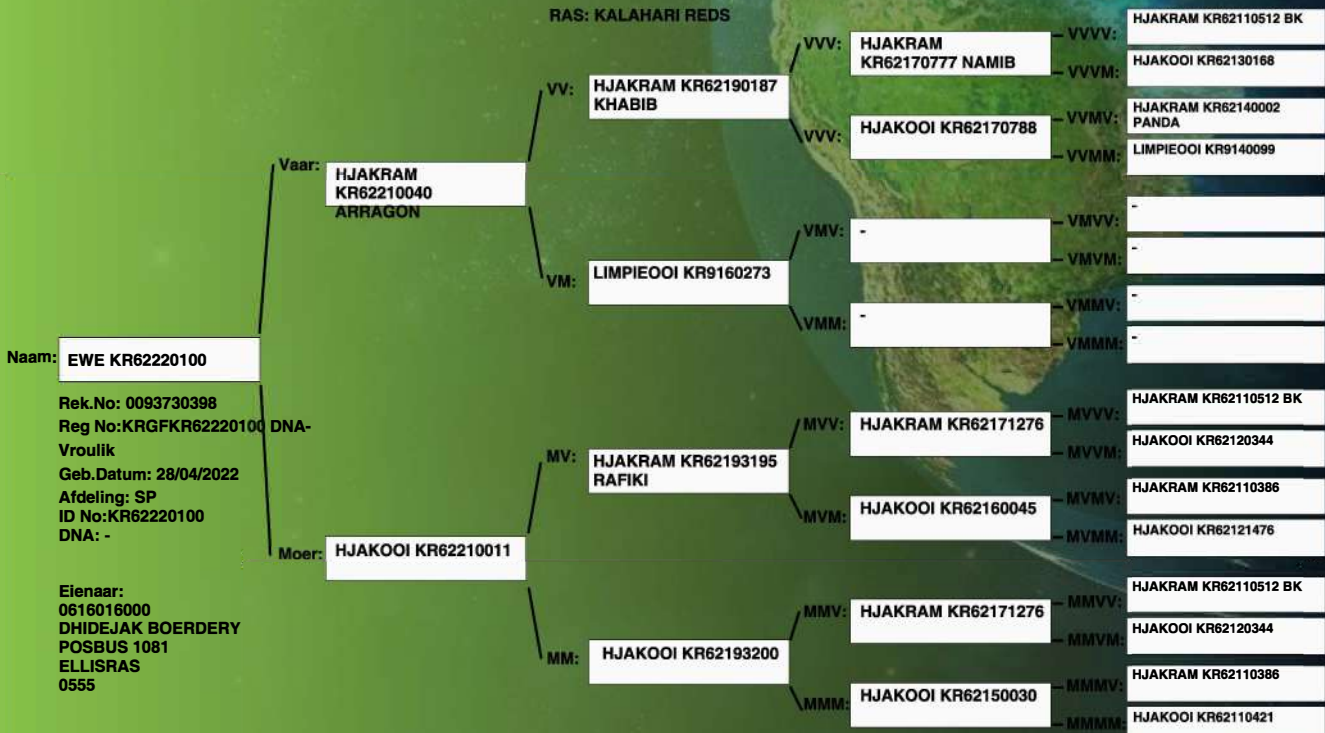 RAS: KALAHARI REDS
Naam:
EWE KR62220100
Rek.No: 0093730398
Reg No:KRGFKR62220100 DNA-
Vroulik
Geb.Datum: 28/04/2022
Afdeling: SP
ID No:KR62220100
DNA: -
Eienaar:
0616016000
DHIDEJAK BOERDERY
POSBUS 1081
ELLISRAS
0555
Vaar:
HJAKRAM
KR62210040
ARRAGON
Moer:
HJAKOOI KR62210011
VV:
HJAKRAM KR62190187
KHABIB
VM:
LIMPIEOOI KR9160273
MV:
HJAKRAM KR62193195
RAFIKI
MM:
HJAKOOI KR62193200
VVV:
HJAKRAM
KR62170777 NAMIB
VVV:
HJAKOOI KR62170788
VMV:
-
VMM:
-
MVV:
HJAKRAM KR62171276
MVM:
HJAKOOI KR62160045
MMV:
HJAKRAM KR62171276
MMM:
HJAKOOI KR62150030
VVVV:
HJAKRAM KR62110512 BK
VVVM:
HJAKOOI KR62130168
VVMV:
HJAKRAM KR62140002
PANDA
VVMM:
LIMPIEOOI KR9140099
VMVV:
-
VMVM:
-
VMMV:
-
VMMM:
-
MVVV:
HJAKRAM KR62110512 BK
MVVM:
HJAKOOI KR62120344
MVMV:
HJAKRAM KR62110386
MVMM:
HJAKOOI KR62121476
MMVV:
HJAKRAM KR62110512 BK
MMVM:
HJAKOOI KR62120344
MMMV:
HJAKRAM KR62110386
MMMM:
HJAKOOI KR62110421